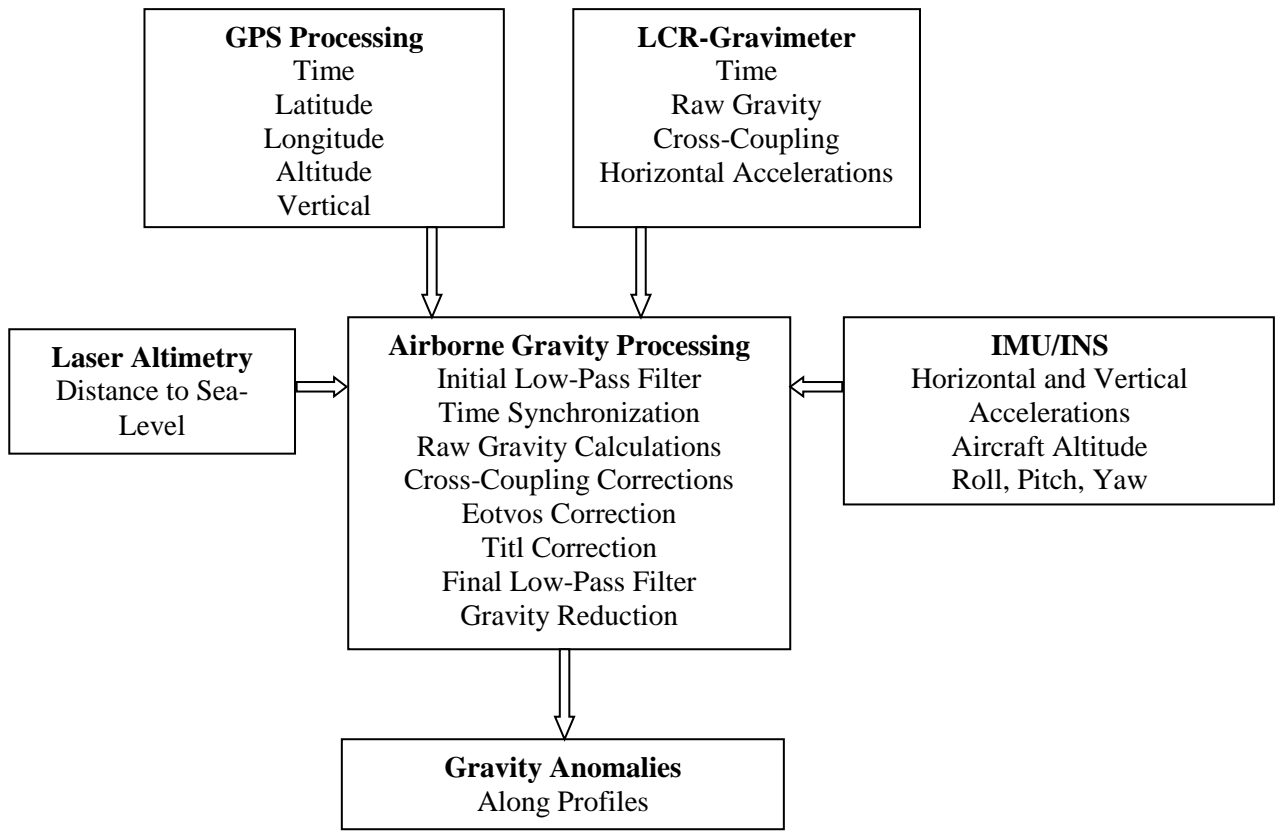 GPS Processing
Time
Latitude
Longitude
Altitude
Vertical
LCR-Gravimeter
Time
Raw Gravity
Cross-Coupling
Horizontal Accelerations
Laser Altimetry
Distance to Sea-
Level
Airborne Gravity Processing
Initial Low-Pass Filter
Time Synchronization
Raw Gravity Calculations
Cross-Coupling Corrections
Eotvos Correction
Titl Correction
Final Low-Pass Filter
Gravity Reduction
IMU/INS
Horizontal and Vertical
Accelerations
Aircraft Altitude
Roll, Pitch, Yaw
Gravity Anomalies
Along Profiles